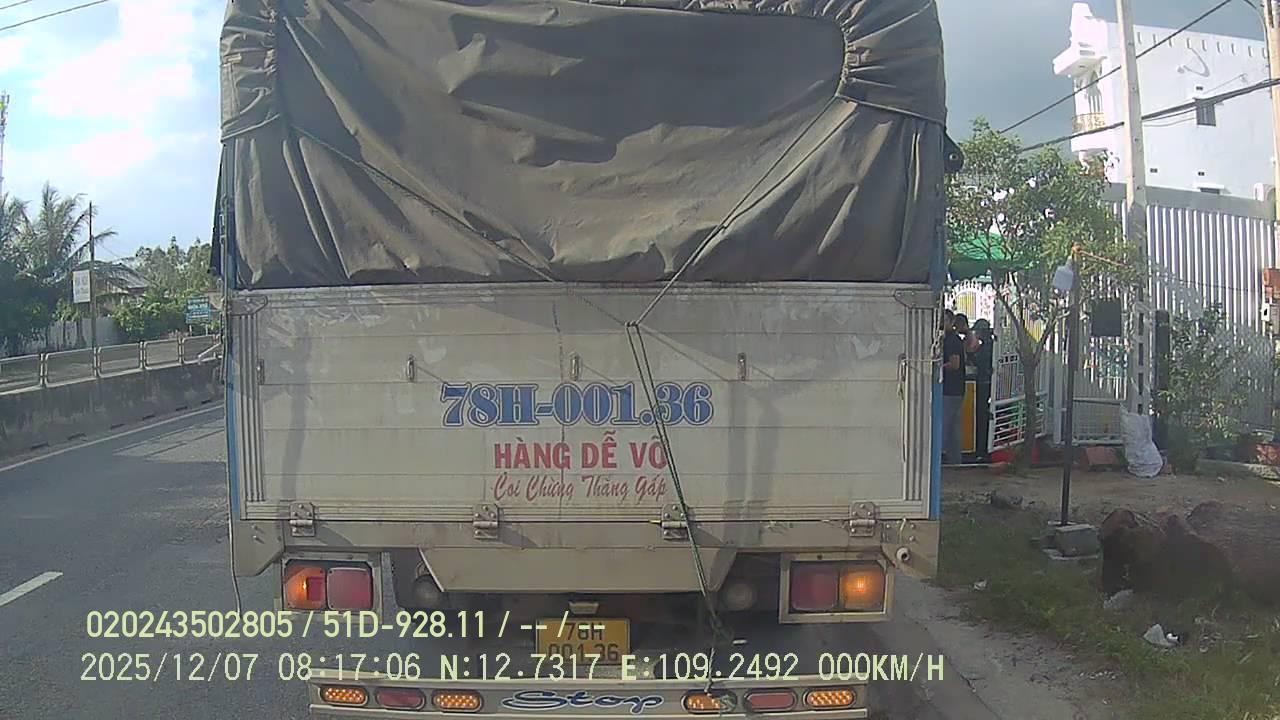 78H-001.36
HÀNG DỄ VỠ
Coi Chừng Thắng Gấp
020243502805 / 51D-928.11 / -- / --
78H
001.36
2025/12/07 08:17:06 N:12.7317 E:109.2492 000KM/H
Stop